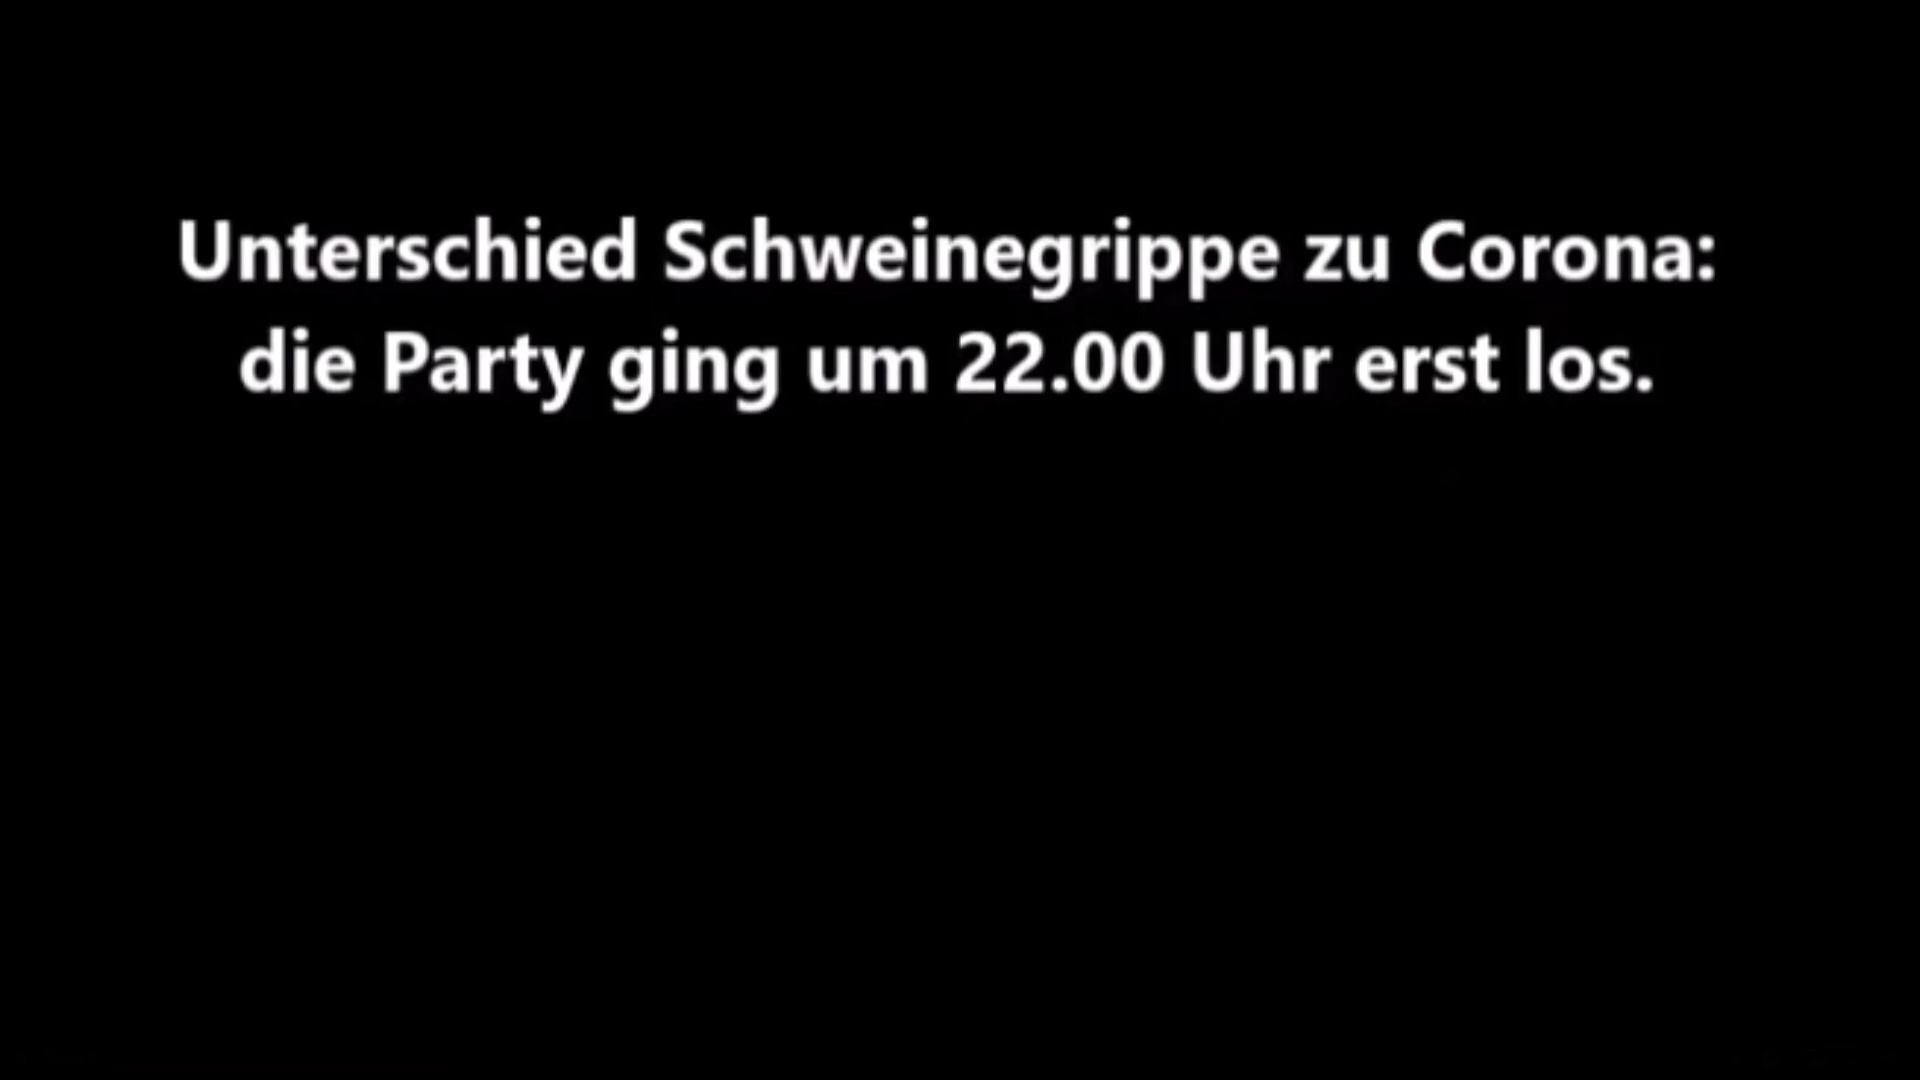 Unterschied Schweinegrippe zu Corona:
die Party ging um 22.00 Uhr erst los.